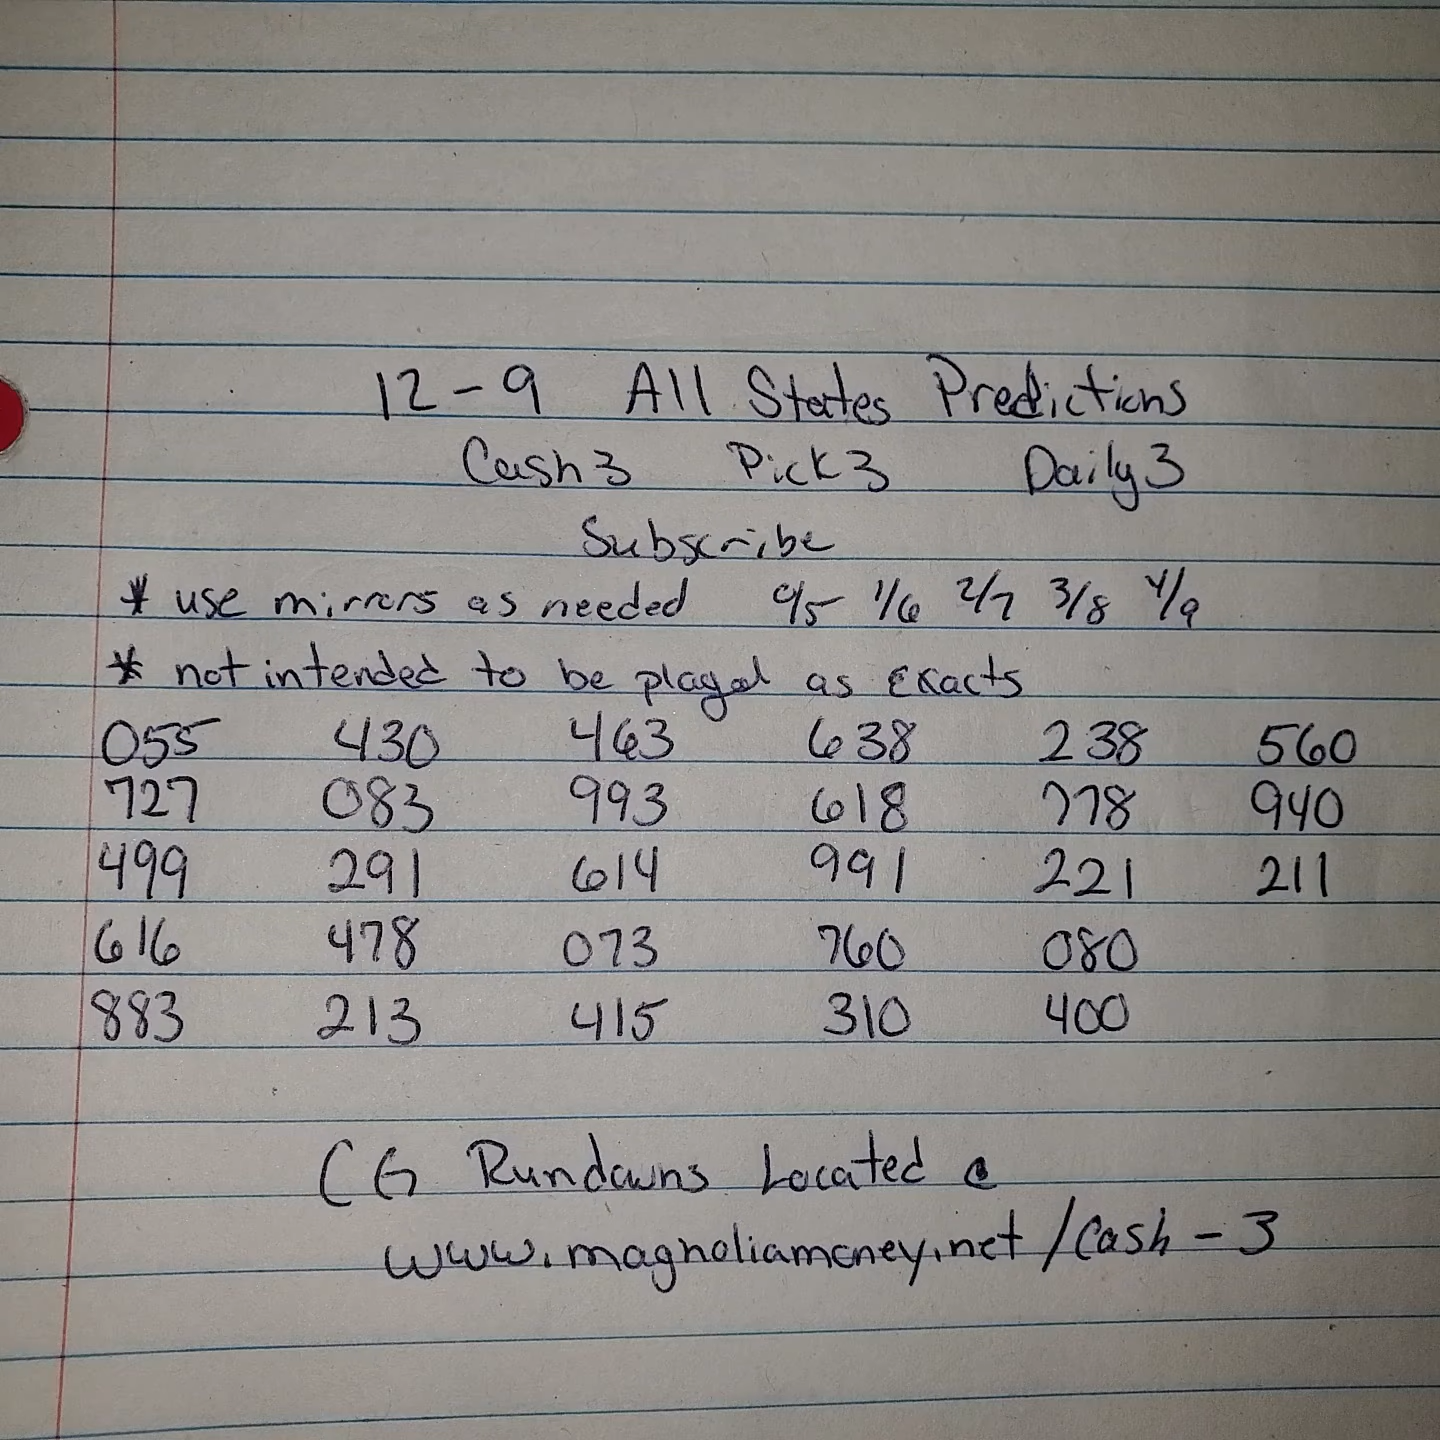 12-9 All States Predictions
Cash3 Pick3 Daily3
Subscribe
* use mirrors as needed 0/5 1/6 2/7 3/8 4/9
* not intended to be played as Exacts
055 430 463 638 238 560
727 083 993 618 778 940
499 291 614 991 221 211
616 478 073 760 080
883 213 415 310 400
CG Rundowns Located @
www.magnoliamoney.net/Cash-3